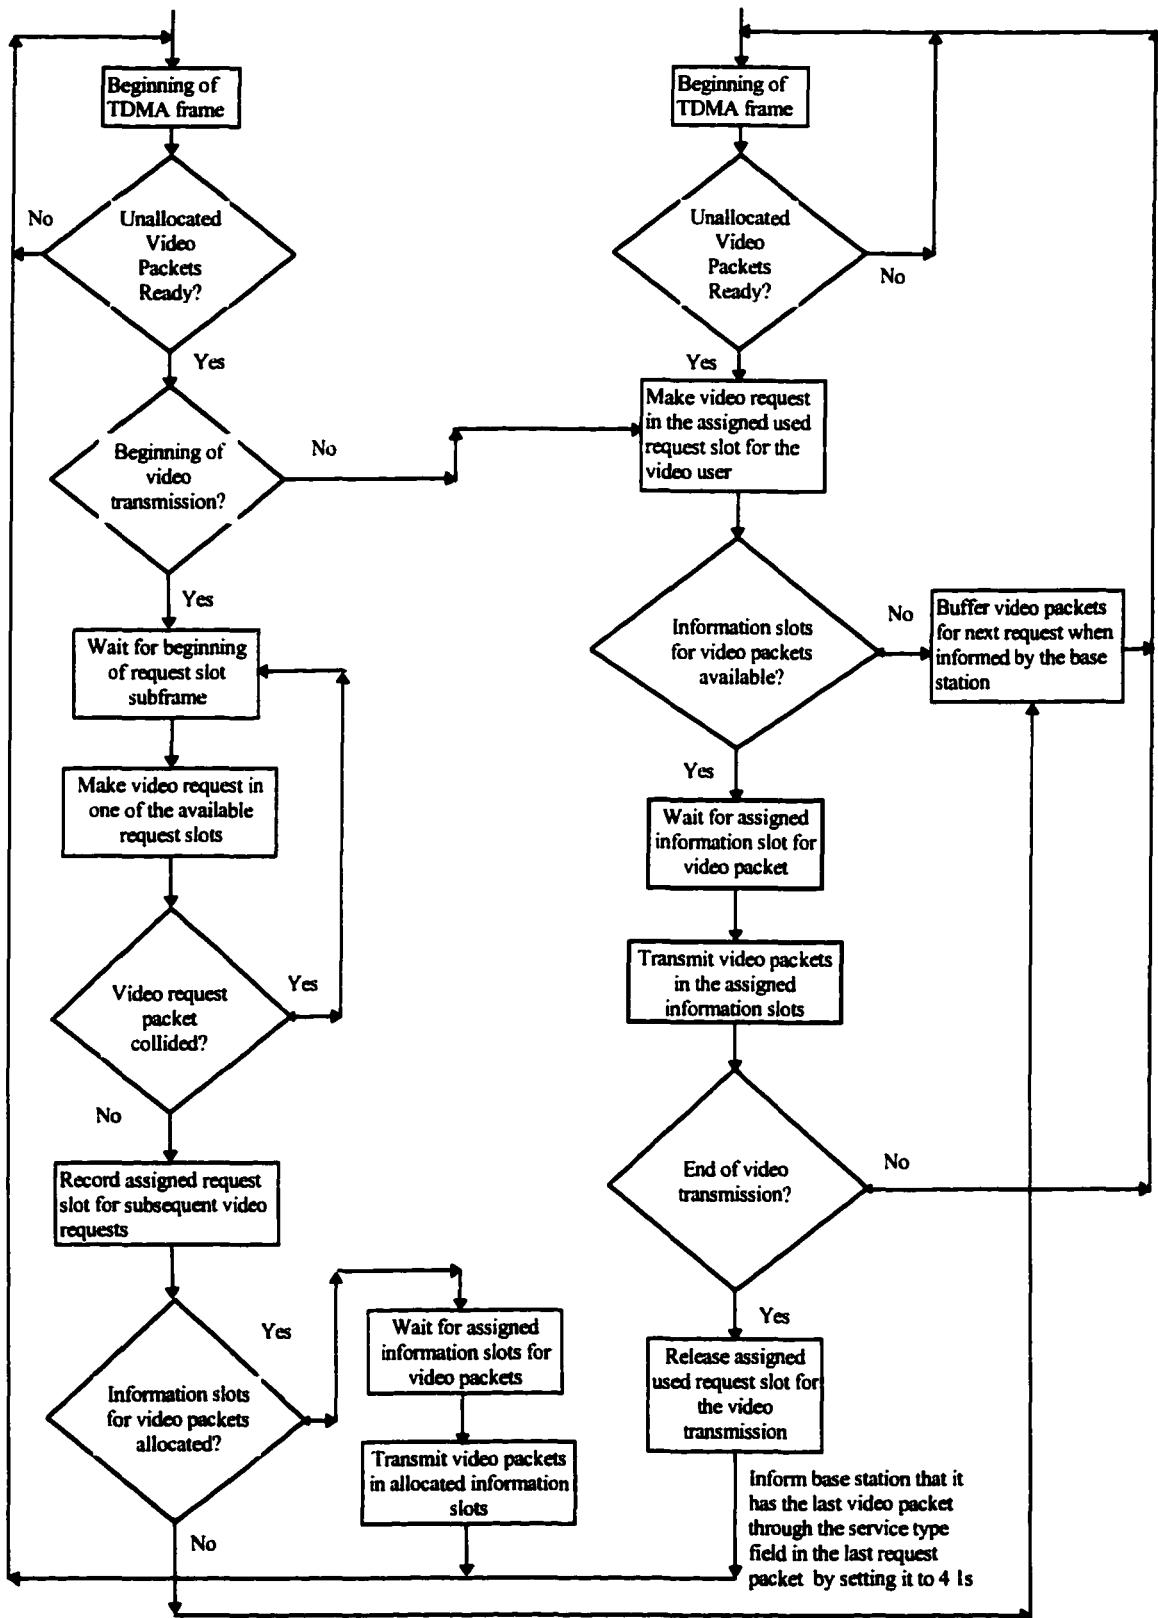 Beginning of
TDMA frame
No
Unallocated
Video
Packets
Ready?
Yes
Beginning of
video
transmission?
No
Yes
Wait for beginning
of request slot
subframe
Make video request in
one of the available
request slots
Video request
packet
collided?
Yes
No
Record assigned request
slot for subsequent video
requests
Information slots
for video packets
allocated?
Yes
Wait for assigned
information slots for
video packets
Transmit video packets
in allocated information
slots
No
Beginning of
TDMA frame
Unallocated
Video
Packets
Ready?
No
Yes
Make video request
in the assigned used
request slot for the
video user
Information slots
for video packets
available?
No
Buffer video packets
for next request when
informed by the base
station
Yes
Wait for assigned
information slot for
video packet
Transmit video packets
in the assigned
information slots
End of video
transmission?
No
Yes
Release assigned
used request slot for
the video
transmission
Inform base station that it
has the last video packet
through the service type
field in the last request
packet by setting it to 4 1s